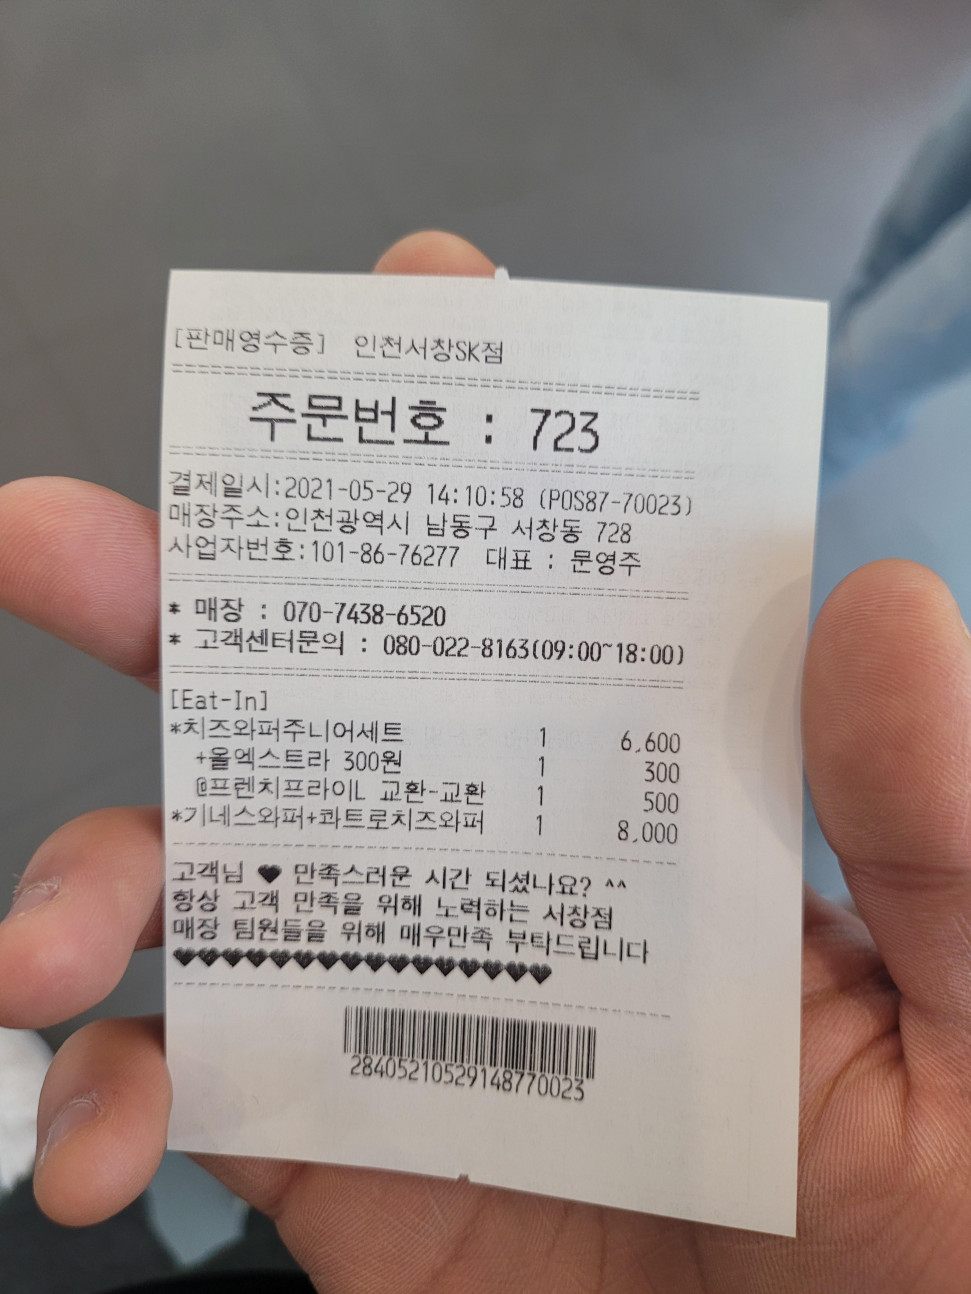 [판매영수증] 인천서창SK점
주문번호 : 723
결제일시:2021-05-29 14:10:58 (POS87-70023)
매장주소:인천광역시 남동구 서창동 728
사업자번호:101-86-76277 대표 : 문영주
* 매장 : 070-7438-6520
* 고객센터문의 : 080-022-8163(09:00~18:00)
[Eat-In]
*치즈와퍼주니어세트 1 6,600
+올엑스트라 300원 1 300
@프렌치프라이L 교환-교환 1 500
*기네스와퍼+콰트로치즈와퍼 1 8,000
고객님 ♥ 만족스러운 시간 되셨나요? ^^
항상 고객 만족을 위해 노력하는 서창점
매장 팀원들을 위해 매우만족 부탁드립니다
♥♥♥♥♥♥♥♥♥♥♥♥♥♥♥♥
28405210529148770023